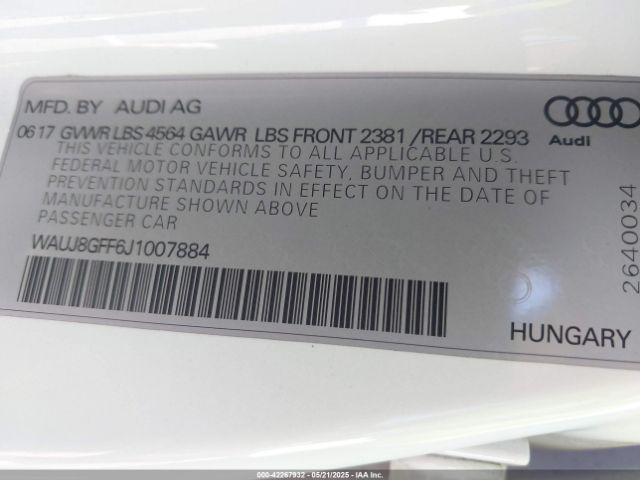 MFD. BY AUDI AG
0617 GVWR LBS 4564 GAWR LBS FRONT 2381 /REAR 2293
Audi
THIS VEHICLE CONFORMS TO ALL APPLICABLE U.S.
FEDERAL MOTOR VEHICLE SAFETY, BUMPER AND THEFT
PREVENTION STANDARDS IN EFFECT ON THE DATE OF
MANUFACTURE SHOWN ABOVE
PASSENGER CAR
WAUJ8GFF6J1007884
2640034
HUNGARY
000-42267932 - 05/21/2025 - IAA Inc.